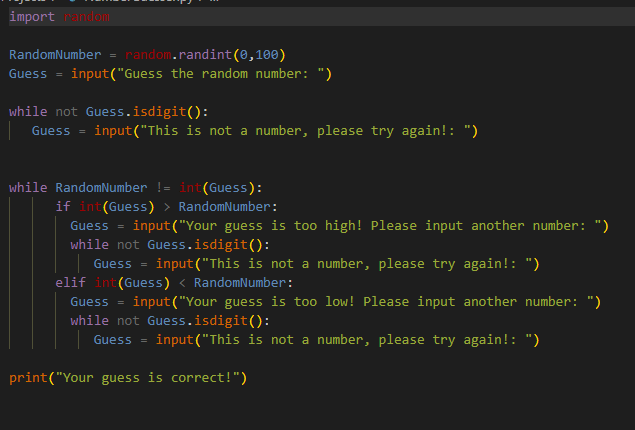 import random
RandomNumber = random.randint(0,100)
Guess = input("Guess the random number: ")
while not Guess.isdigit():
Guess = input("This is not a number, please try again!: ")
while RandomNumber != int(Guess):
if int(Guess) > RandomNumber:
Guess = input("Your guess is too high! Please input another number: ")
while not Guess.isdigit():
Guess = input("This is not a number, please try again!: ")
elif int(Guess) < RandomNumber:
Guess = input("Your guess is too low! Please input another number: ")
while not Guess.isdigit():
Guess = input("This is not a number, please try again!: ")
print("Your guess is correct!")